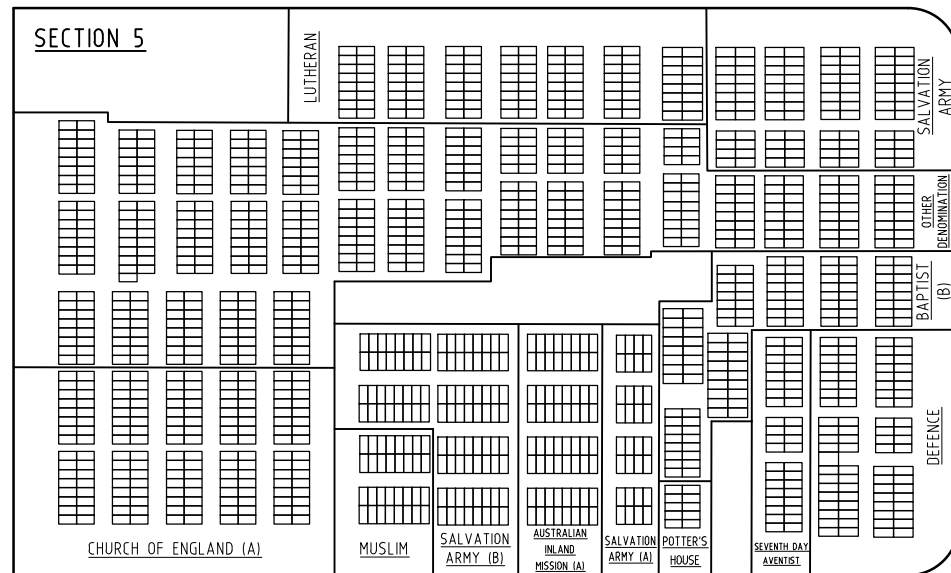 SECTION 5
LUTHERAN
SALVATION
ARMY
OTHER
DENOMINATION
BAPTIST
(B)
DEFENCE
CHURCH OF ENGLAND (A)
MUSLIM
SALVATION
ARMY (B)
AUSTRALIAN
INLAND
MISSION (A)
SALVATION
ARMY (A)
POTTER'S
HOUSE
SEVENTH DAY
AVENTIST